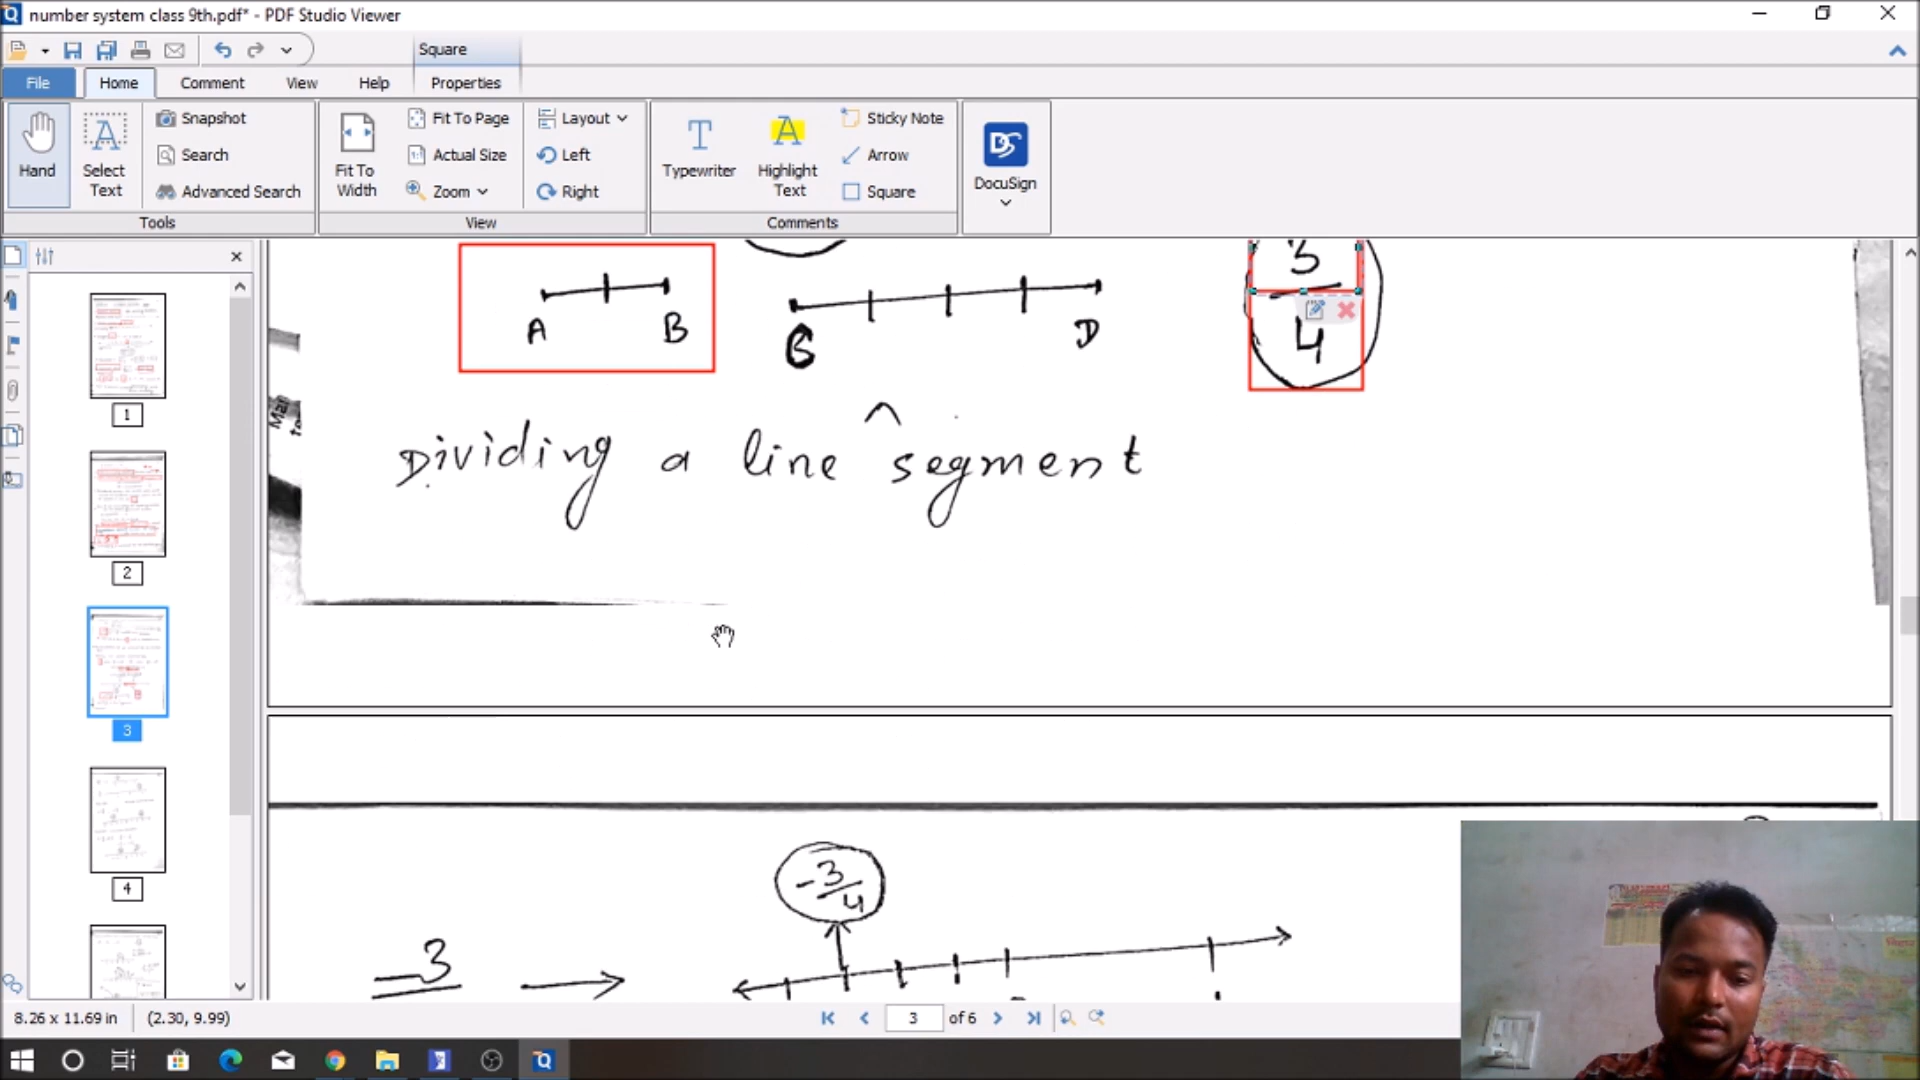 number system class 9th.pdf* - PDF Studio Viewer
Square
File Home Comment View Help Properties
Hand
Select Text
Snapshot
Search
Advanced Search
Tools
Fit To Width
Fit To Page
Actual Size
Zoom
Layout
Left
Right
View
Typewriter
Highlight Text
Sticky Note
Arrow
Square
Comments
DocuSign
1
2
3
4
A B
C D
3
4
Dividing a line segment
-3/4
-3
8.26 x 11.69 in (2.30, 9.99)
3 of 6